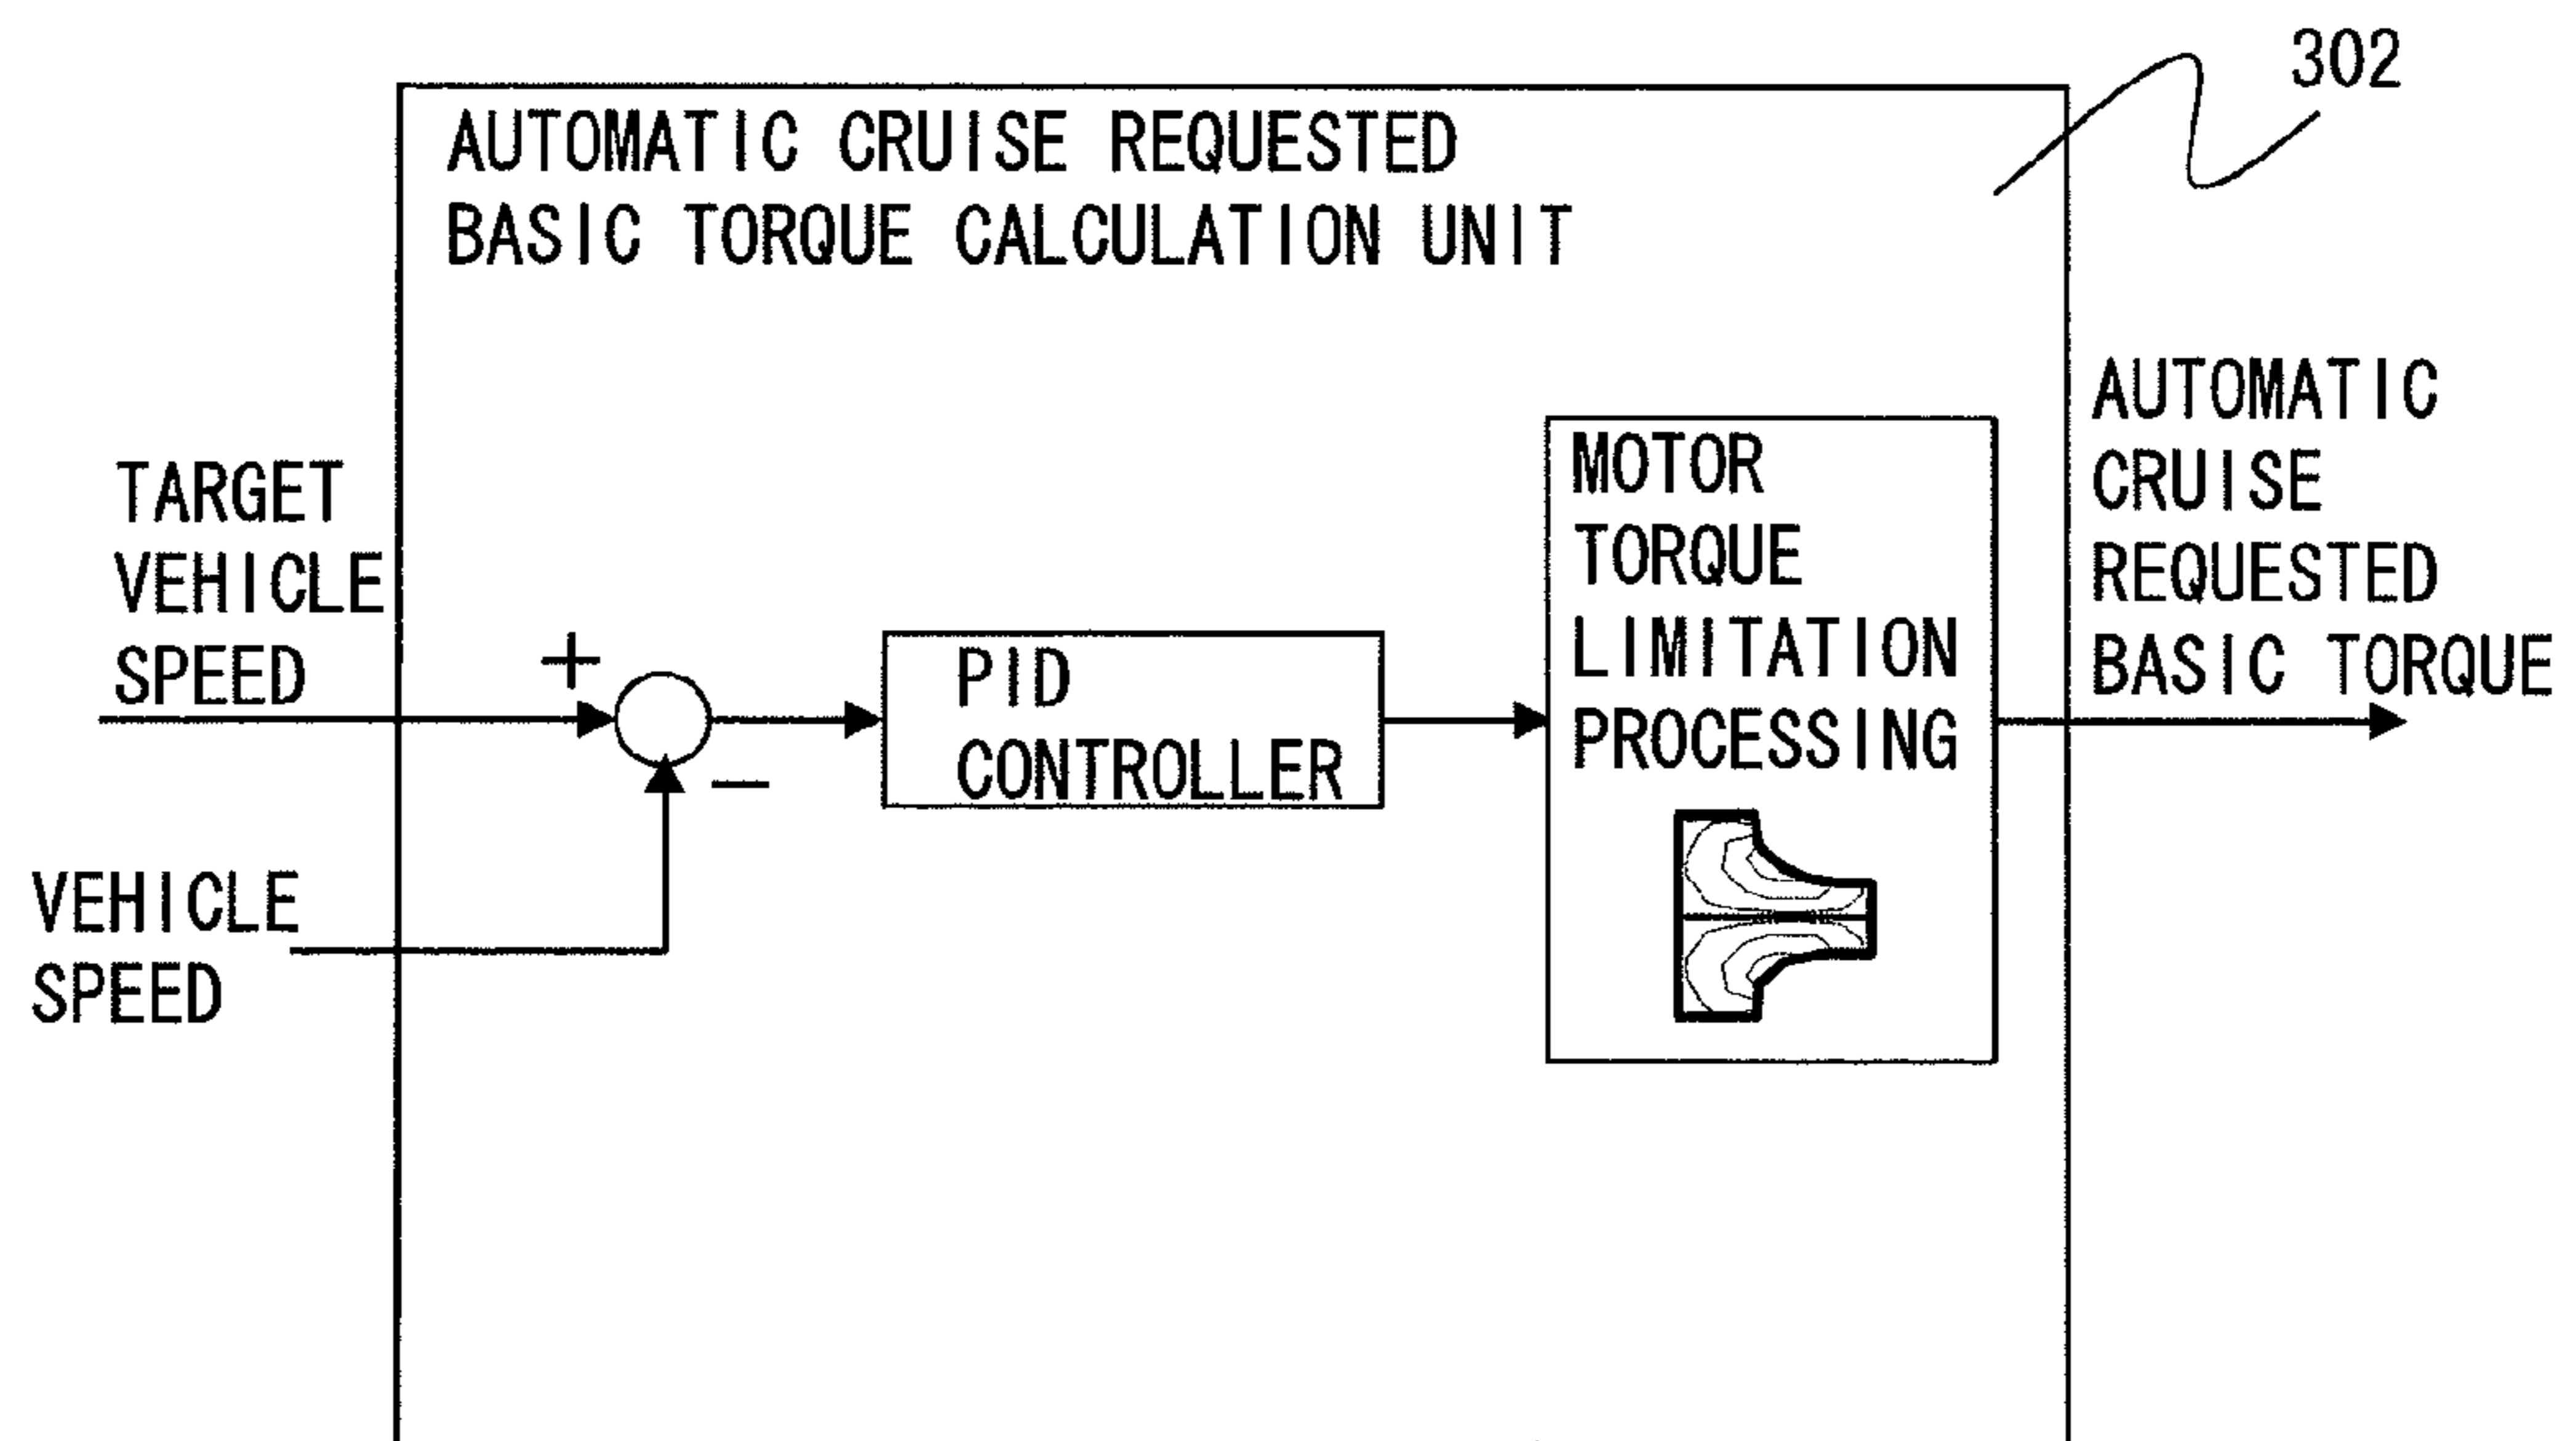 302
AUTOMATIC CRUISE REQUESTED
BASIC TORQUE CALCULATION UNIT
TARGET
VEHICLE
SPEED
+
−
VEHICLE
SPEED
PID
CONTROLLER
MOTOR
TORQUE
LIMITATION
PROCESSING
AUTOMATIC
CRUISE
REQUESTED
BASIC TORQUE